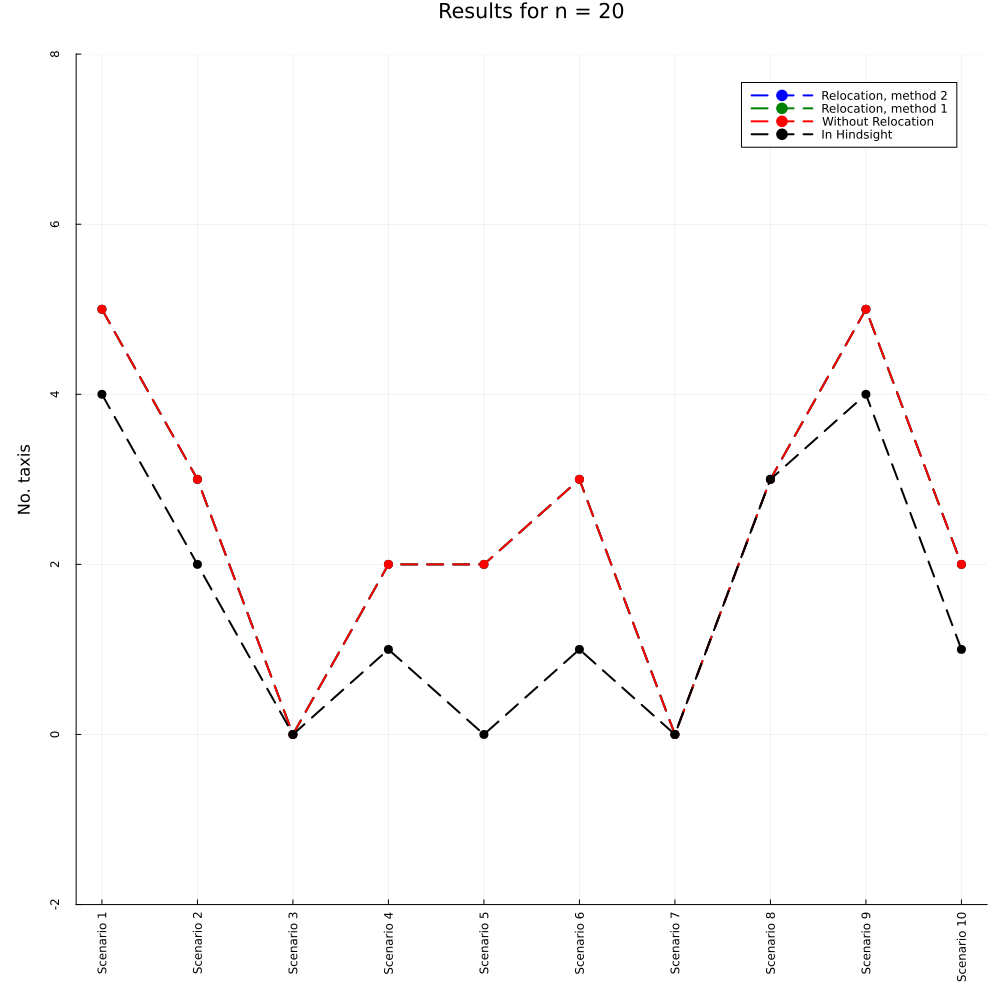 Results for n = 20
8
6
4
2
0
-2
No. taxis
Relocation, method 2
Relocation, method 1
Without Relocation
In Hindsight
Scenario 1
Scenario 2
Scenario 3
Scenario 4
Scenario 5
Scenario 6
Scenario 7
Scenario 8
Scenario 9
Scenario 10